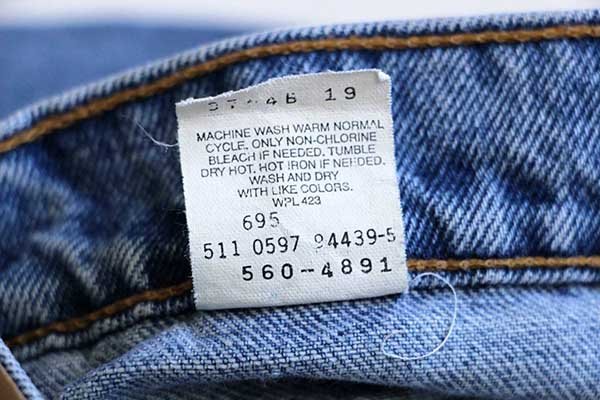 19
MACHINE WASH WARM NORMAL
CYCLE, ONLY NON-CHLORINE
BLEACH IF NEEDED. TUMBLE
DRY HOT. HOT IRON IF NEEDED.
WASH AND DRY
WITH LIKE COLORS.
WPL 423
695
511 0597 94439-5
560-4891